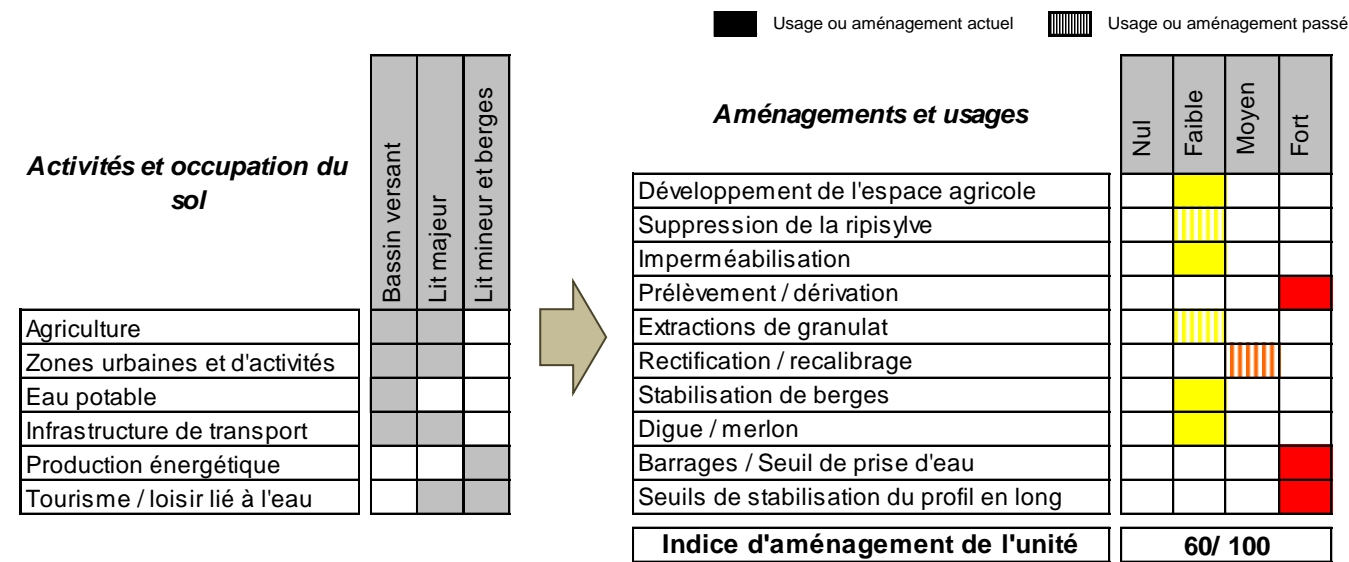 Usage ou aménagement actuel
Usage ou aménagement passé
Activités et occupation du
sol
Bassin versant
Lit majeur
Lit mineur et berges
Agriculture
Zones urbaines et d'activités
Eau potable
Infrastructure de transport
Production énergétique
Tourisme / loisir lié à l'eau
Aménagements et usages
Nul
Faible
Moyen
Fort
Développement de l'espace agricole
Suppression de la ripisylve
Imperméabilisation
Prélèvement / dérivation
Extractions de granulat
Rectification / recalibrage
Stabilisation de berges
Digue / merlon
Barrages / Seuil de prise d'eau
Seuils de stabilisation du profil en long
Indice d'aménagement de l'unité
60/ 100